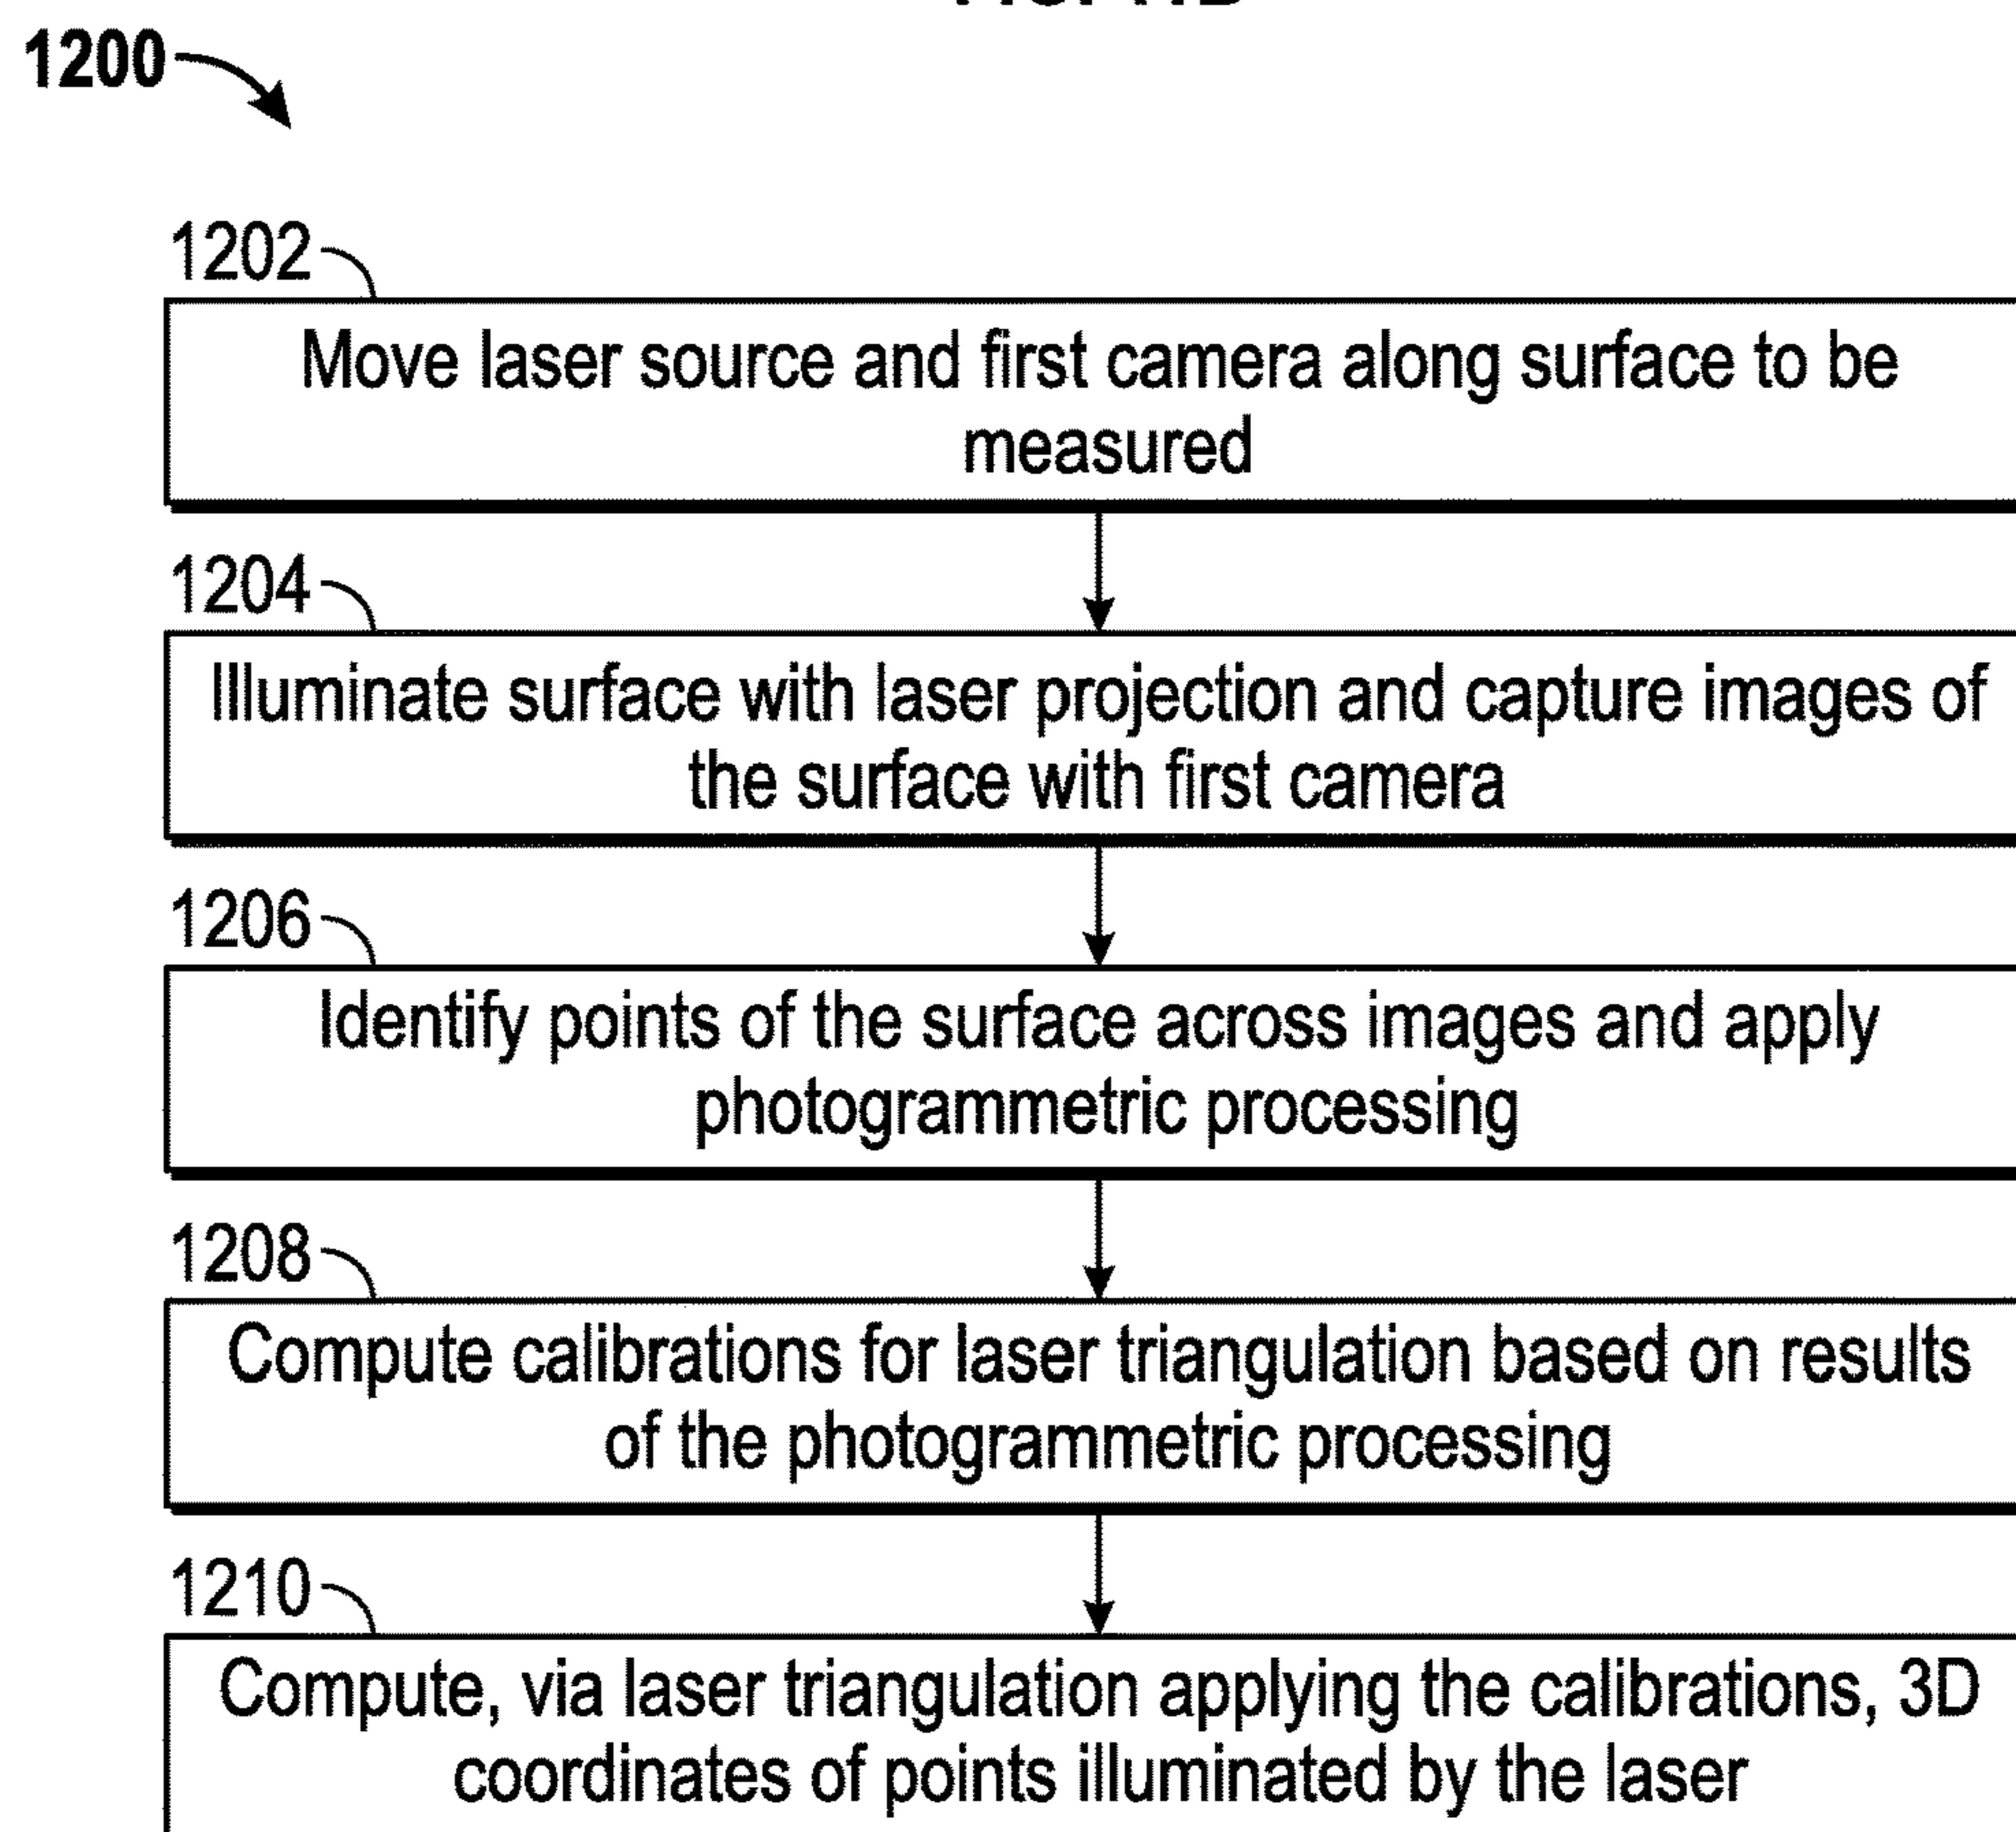 1200
1202
Move laser source and first camera along surface to be
measured
1204
Illuminate surface with laser projection and capture images of
the surface with first camera
1206
Identify points of the surface across images and apply
photogrammetric processing
1208
Compute calibrations for laser triangulation based on results
of the photogrammetric processing
1210
Compute, via laser triangulation applying the calibrations, 3D
coordinates of points illuminated by the laser